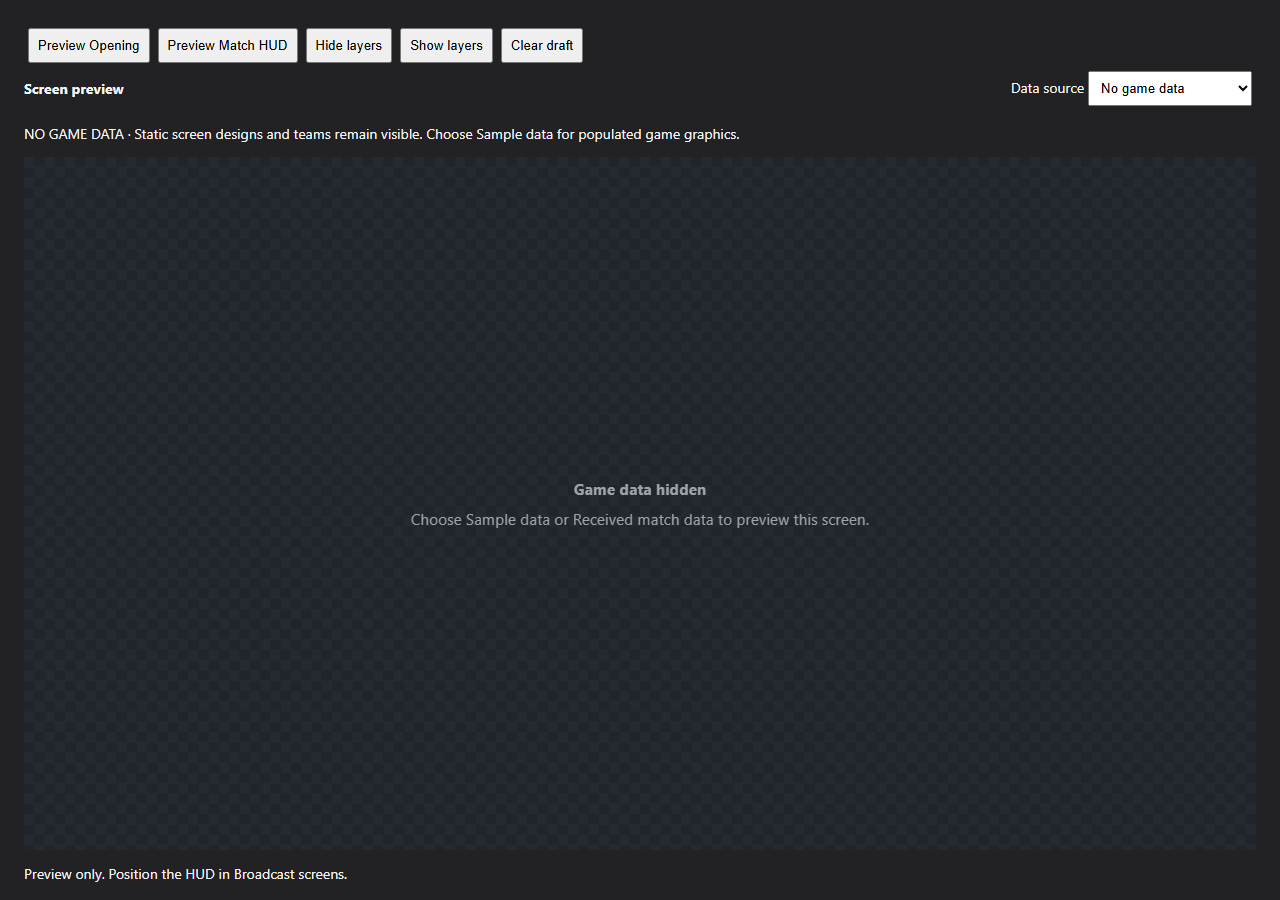 Preview Opening Preview Match HUD Hide layers Show layers Clear draft
Screen preview Data source No game data
NO GAME DATA · Static screen designs and teams remain visible. Choose Sample data for populated game graphics.
Game data hidden
Choose Sample data or Received match data to preview this screen.
Preview only. Position the HUD in Broadcast screens.